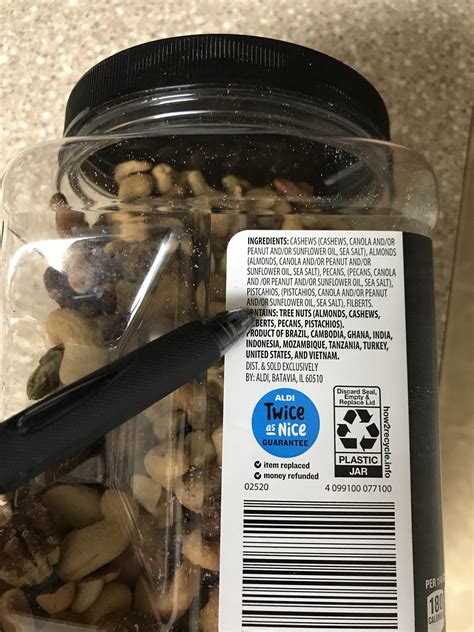 INGREDIENTS: CASHEWS (CASHEWS, CANOLA AND/OR
PEANUT AND/OR SUNFLOWER OIL, SEA SALT), ALMONDS
(ALMONDS, CANOLA AND/OR PEANUT AND/OR
SUNFLOWER OIL, SEA SALT), PECANS, (PECANS, CANOLA
AND/OR PEANUT AND/OR SUNFLOWER OIL, SEA SALT),
PISTACHIOS, (PISTCAHIOS, CANOLA AND/OR PEANUT
AND/OR SUNFLOWER OIL, SEA SALT), FILBERTS.
CONTAINS: TREE NUTS (ALMONDS, CASHEWS,
FILBERTS, PECANS, PISTACHIOS).
PRODUCT OF BRAZIL, CAMBODIA, GHANA, INDIA,
INDONESIA, MOZAMBIQUE, TANZANIA, TURKEY,
UNITED STATES, AND VIETNAM.
DIST. & SOLD EXCLUSIVELY
BY: ALDI, BATAVIA, IL 60510
ALDI
Twice
as Nice
GUARANTEE
item replaced
money refunded
Discard Seal,
Empty &
Replace Lid
PLASTIC
JAR
how2recycle.info
02520
4 099100 077100
PER
180
CALORIES